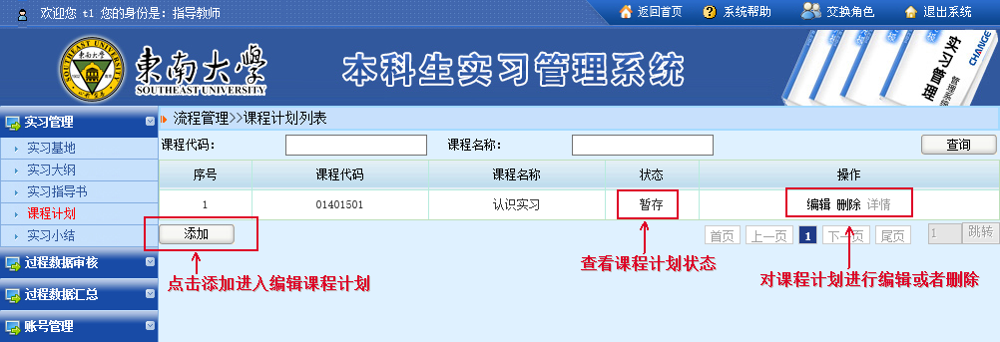 欢迎您 t1 您的身份是：指导教师
返回首页 系统帮助 交换角色 退出系统
東南大學
SOUTHEAST UNIVERSITY
本科生实习管理系统
CHANGE
实习管理
实习管理
流程管理>>课程计划列表
实习基地
课程代码： 课程名称： 查询
实习大纲
序号 课程代码 课程名称 状态 操作
实习指导书
1 01401501 认识实习 暂存 编辑 删除 详情
课程计划
实习小结
添加
首页 上一页 1 下一页 尾页 1 跳转
过程数据审核
点击添加进入编辑课程计划
查看课程计划状态
对课程计划进行编辑或者删除
过程数据汇总
账号管理